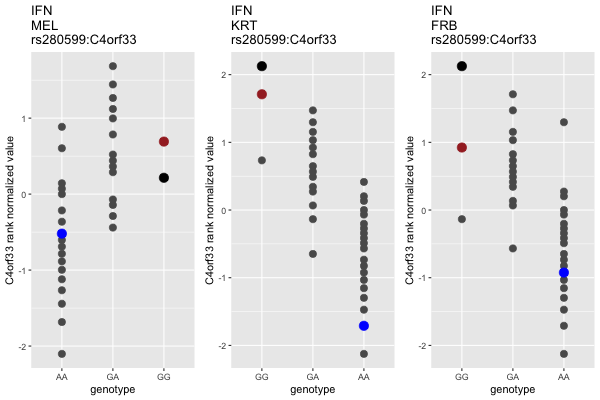 IFN
MEL
rs280599:C4orf33
C4orf33 rank normalized value
1
0
-1
-2
AA
GA
GG
genotype
IFN
KRT
rs280599:C4orf33
C4orf33 rank normalized value
2
1
0
-1
-2
GG
GA
AA
genotype
IFN
FRB
rs280599:C4orf33
C4orf33 rank normalized value
2
1
0
-1
-2
GG
GA
AA
genotype